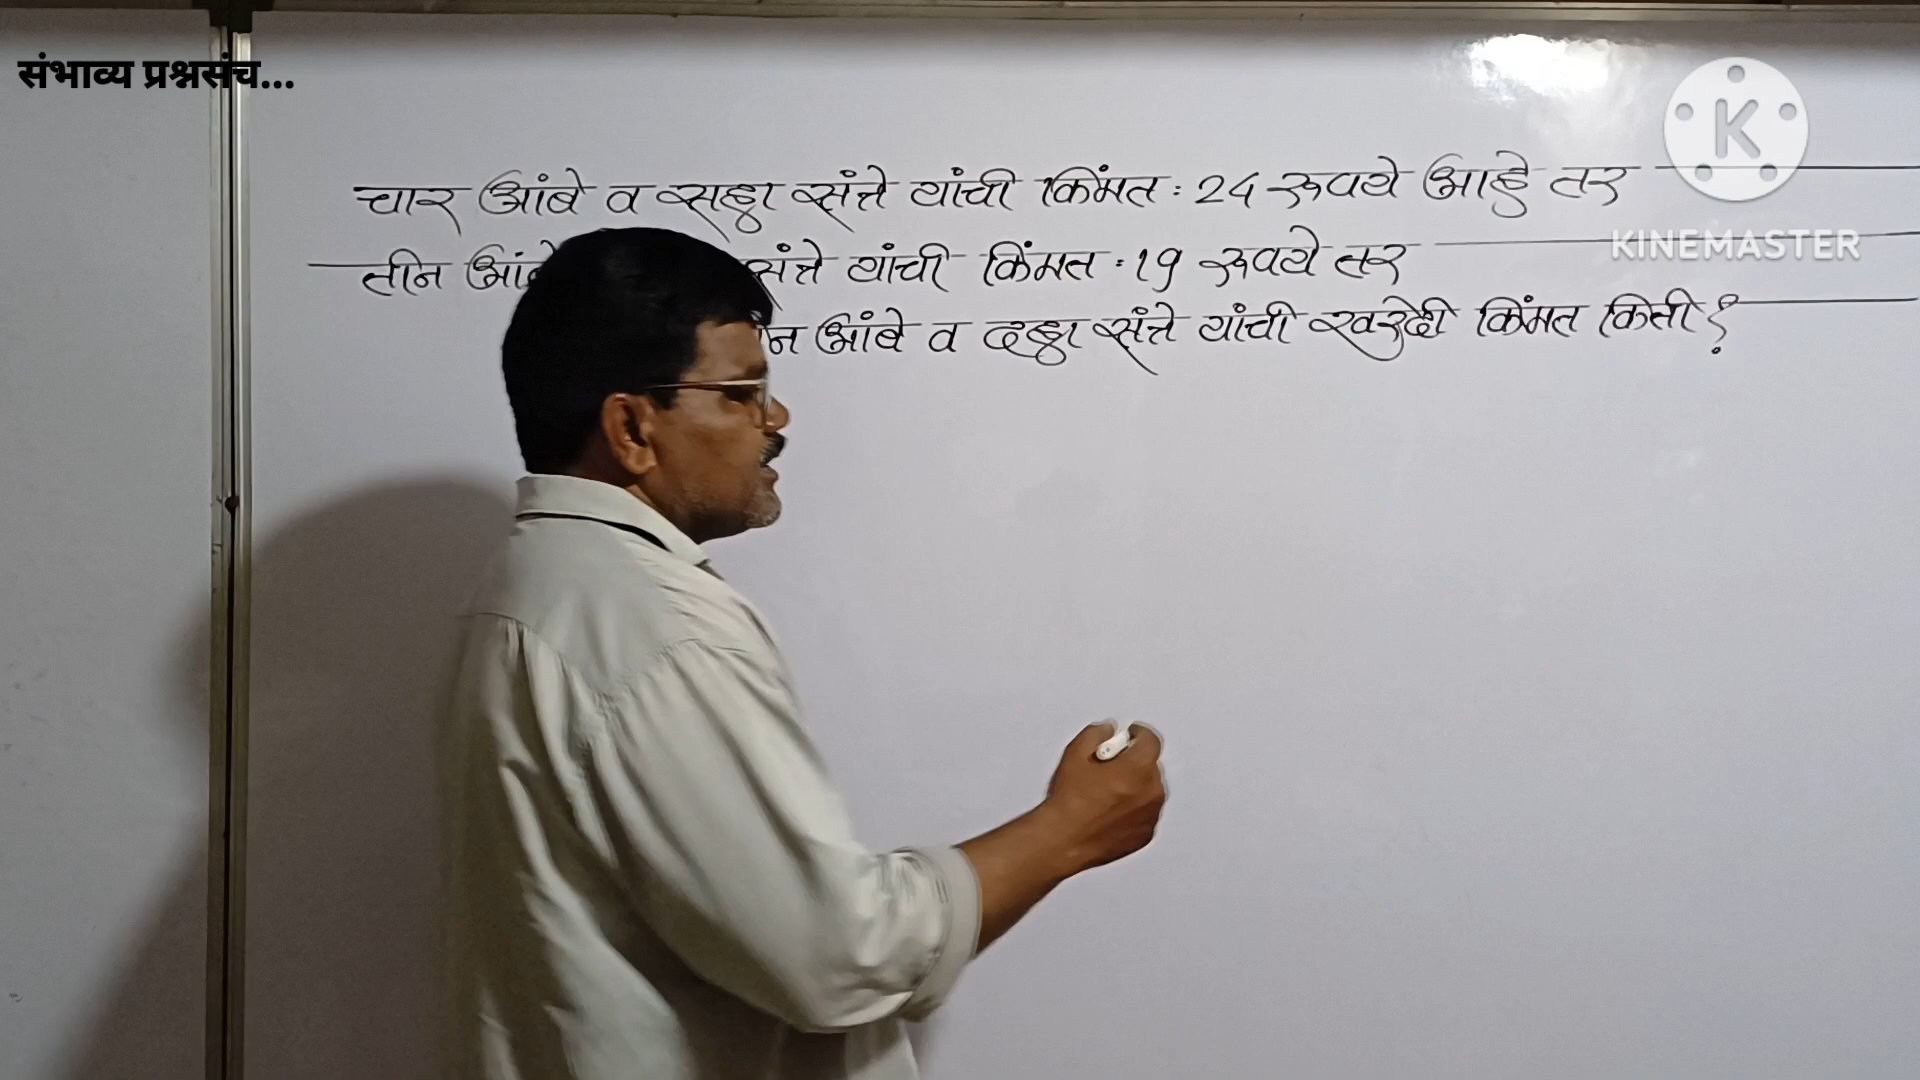 संभाव्य प्रश्नसंच...
KINEMASTER
चार आंबे व सहा संत्रे यांची किंमत : 24 रूपये आहे तर
तीन संत्रे यांची किंमत : 19 रूपये तर
आंबे व दहा संत्रे यांची खरेदी किंमत किती ?